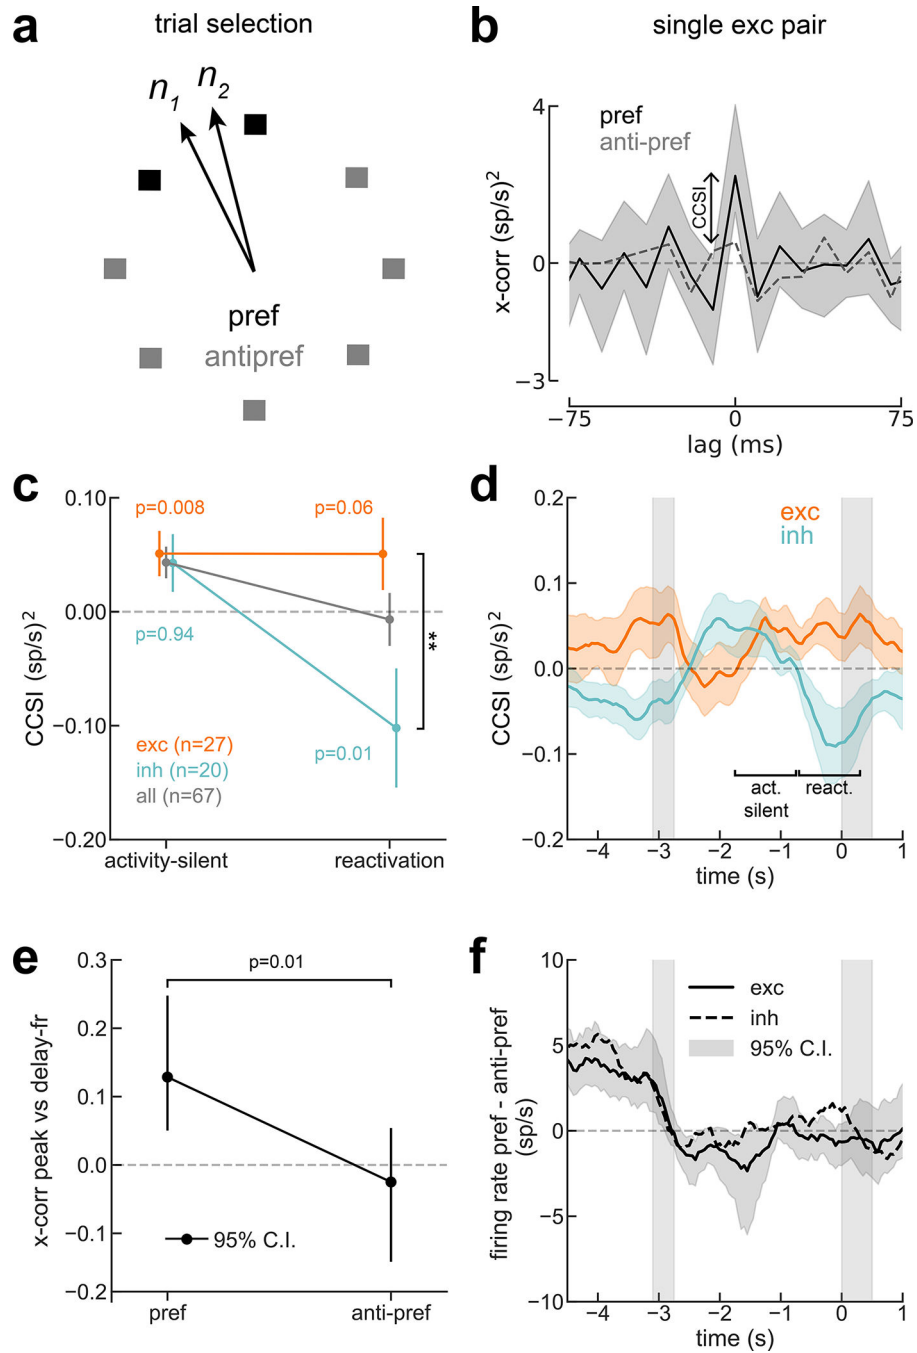 a
trial selection
n1
n2
pref
antipref
b
single exc pair
pref
anti-pref
CCSI
x-corr (sp/s)²
4
0
−3
−75
0
75
lag (ms)
c
CCSI (sp/s)²
0.10
0.05
0.00
−0.05
−0.10
−0.20
p=0.008
p=0.06
p=0.94
p=0.01
**
exc (n=27)
inh (n=20)
all (n=67)
activity-silent
reactivation
d
CCSI (sp/s)²
0.2
0.1
0.0
−0.1
−0.2
exc
inh
act.
silent
react.
−4
−3
−2
−1
0
1
time (s)
e
x-corr peak vs delay-fr
0.3
0.2
0.1
0.0
−0.1
−0.2
p=0.01
95% C.I.
pref
anti-pref
f
firing rate pref - anti-pref
(sp/s)
10
5
0
−5
−10
exc
inh
95% C.I.
−4
−3
−2
−1
0
1
time (s)